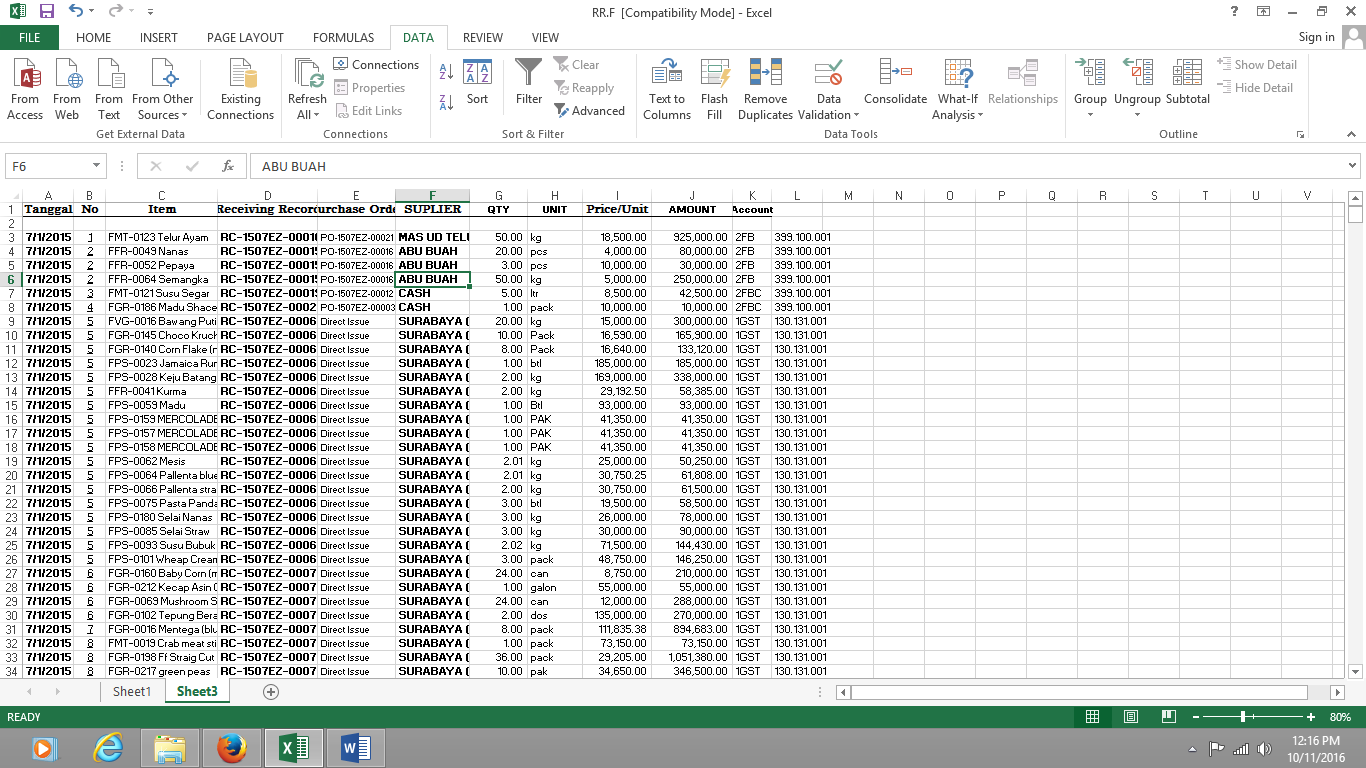 RR.F [Compatibility Mode] - Excel
FILE HOME INSERT PAGE LAYOUT FORMULAS DATA REVIEW VIEW Sign in
From Access From Web From Text From Other Sources Existing Connections Refresh All Connections Properties Edit Links Sort Filter Clear Reapply Advanced Text to Columns Flash Fill Remove Duplicates Data Validation Consolidate What-If Analysis Relationships Group Ungroup Subtotal Show Detail Hide Detail
Get External Data Connections Sort & Filter Data Tools Outline
F6 ABU BUAH
A B C D E F G H I J K L M N O P Q R S T U V
1 Tanggal No Item Receiving Record urchase Orde SUPLIER QTY UNIT Price/Unit AMOUNT Account
2
3 7/1/2015 1 FMT-0123 Telur Ayam RC-1507EZ-0001 PO-1507EZ-00021 MAS UD TELU 50.00 kg 18,500.00 925,000.00 2FB 399.100.001
4 7/1/2015 2 FFR-0049 Nanas RC-1507EZ-0001 PO-1507EZ-00016 ABU BUAH 20.00 pcs 4,000.00 80,000.00 2FB 399.100.001
5 7/1/2015 2 FFR-0052 Pepaya RC-1507EZ-0001 PO-1507EZ-00016 ABU BUAH 3.00 pcs 10,000.00 30,000.00 2FB 399.100.001
6 7/1/2015 2 FFR-0064 Semangka RC-1507EZ-0001 PO-1507EZ-00016 ABU BUAH 50.00 kg 5,000.00 250,000.00 2FB 399.100.001
7 7/1/2015 3 FMT-0121 Susu Segar RC-1507EZ-0001 PO-1507EZ-00012 CASH 5.00 ltr 8,500.00 42,500.00 2FBC 399.100.001
8 7/1/2015 4 FGR-0186 Madu Shace RC-1507EZ-0002 PO-1507EZ-00003 CASH 1.00 pack 10,000.00 10,000.00 2FBC 399.100.001
9 7/1/2015 5 FVG-0016 Bawang Puti RC-1507EZ-0006 Direct Issue SURABAYA ( 20.00 kg 15,000.00 300,000.00 1GST 130.131.001
10 7/1/2015 5 FGR-0145 Choco Kruch RC-1507EZ-0006 Direct Issue SURABAYA ( 10.00 Pack 16,590.00 165,900.00 1GST 130.131.001
11 7/1/2015 5 FGR-0140 Corn Flake (r RC-1507EZ-0006 Direct Issue SURABAYA ( 8.00 Pack 16,640.00 133,120.00 1GST 130.131.001
12 7/1/2015 5 FPS-0023 Jamaica Rur RC-1507EZ-0006 Direct Issue SURABAYA ( 1.00 btl 185,000.00 185,000.00 1GST 130.131.001
13 7/1/2015 5 FPS-0028 Keju Batang RC-1507EZ-0006 Direct Issue SURABAYA ( 2.00 kg 169,000.00 338,000.00 1GST 130.131.001
14 7/1/2015 5 FFR-0041 Kurma RC-1507EZ-0006 Direct Issue SURABAYA ( 2.00 kg 29,192.50 58,385.00 1GST 130.131.001
15 7/1/2015 5 FPS-0059 Madu RC-1507EZ-0006 Direct Issue SURABAYA ( 1.00 Btl 93,000.00 93,000.00 1GST 130.131.001
16 7/1/2015 5 FPS-0159 MERCOLADE RC-1507EZ-0006 Direct Issue SURABAYA ( 1.00 PAK 41,350.00 41,350.00 1GST 130.131.001
17 7/1/2015 5 FPS-0157 MERCOLADE RC-1507EZ-0006 Direct Issue SURABAYA ( 1.00 PAK 41,350.00 41,350.00 1GST 130.131.001
18 7/1/2015 5 FPS-0158 MERCOLADE RC-1507EZ-0006 Direct Issue SURABAYA ( 1.00 PAK 41,350.00 41,350.00 1GST 130.131.001
19 7/1/2015 5 FPS-0062 Mesis RC-1507EZ-0006 Direct Issue SURABAYA ( 2.01 kg 25,000.00 50,250.00 1GST 130.131.001
20 7/1/2015 5 FPS-0064 Pallenta blue RC-1507EZ-0006 Direct Issue SURABAYA ( 2.01 kg 30,750.25 61,608.00 1GST 130.131.001
21 7/1/2015 5 FPS-0066 Pallenta stra RC-1507EZ-0006 Direct Issue SURABAYA ( 2.00 kg 30,750.00 61,500.00 1GST 130.131.001
22 7/1/2015 5 FPS-0075 Pasta Panda RC-1507EZ-0006 Direct Issue SURABAYA ( 3.00 btl 19,500.00 58,500.00 1GST 130.131.001
23 7/1/2015 5 FPS-0180 Selai Nanas RC-1507EZ-0006 Direct Issue SURABAYA ( 3.00 kg 26,000.00 78,000.00 1GST 130.131.001
24 7/1/2015 5 FPS-0085 Selai Straw RC-1507EZ-0006 Direct Issue SURABAYA ( 3.00 kg 30,000.00 90,000.00 1GST 130.131.001
25 7/1/2015 5 FPS-0093 Susu Bubuk RC-1507EZ-0006 Direct Issue SURABAYA ( 2.02 kg 71,500.00 144,430.00 1GST 130.131.001
26 7/1/2015 5 FPS-0101 Wheap Crean RC-1507EZ-0006 Direct Issue SURABAYA ( 3.00 pack 48,750.00 146,250.00 1GST 130.131.001
27 7/1/2015 6 FGR-0160 Baby Corn (m RC-1507EZ-0007 Direct Issue SURABAYA ( 24.00 can 8,750.00 210,000.00 1GST 130.131.001
28 7/1/2015 6 FGR-0212 Kecap Asin ( RC-1507EZ-0007 Direct Issue SURABAYA ( 1.00 galon 55,000.00 55,000.00 1GST 130.131.001
29 7/1/2015 6 FGR-0069 Mushroom S RC-1507EZ-0007 Direct Issue SURABAYA ( 24.00 can 12,000.00 288,000.00 1GST 130.131.001
30 7/1/2015 6 FGR-0102 Tepung Bera RC-1507EZ-0007 Direct Issue SURABAYA ( 2.00 dos 135,000.00 270,000.00 1GST 130.131.001
31 7/1/2015 7 FGR-0016 Mentega (blu RC-1507EZ-0007 Direct Issue SURABAYA ( 8.00 pack 111,835.38 894,683.00 1GST 130.131.001
32 7/1/2015 8 FMT-0019 Crab meat sti RC-1507EZ-0007 Direct Issue SURABAYA ( 1.00 pack 73,150.00 73,150.00 1GST 130.131.001
33 7/1/2015 8 FGR-0198 Ff Straig Cut RC-1507EZ-0007 Direct Issue SURABAYA ( 36.00 pack 29,205.00 1,051,380.00 1GST 130.131.001
34 7/1/2015 8 FGR-0217 green peas RC-1507EZ-0007 Direct Issue SURABAYA ( 10.00 pak 34,650.00 346,500.00 1GST 130.131.001
Sheet1 Sheet3
READY 80%
12:16 PM
10/11/2016